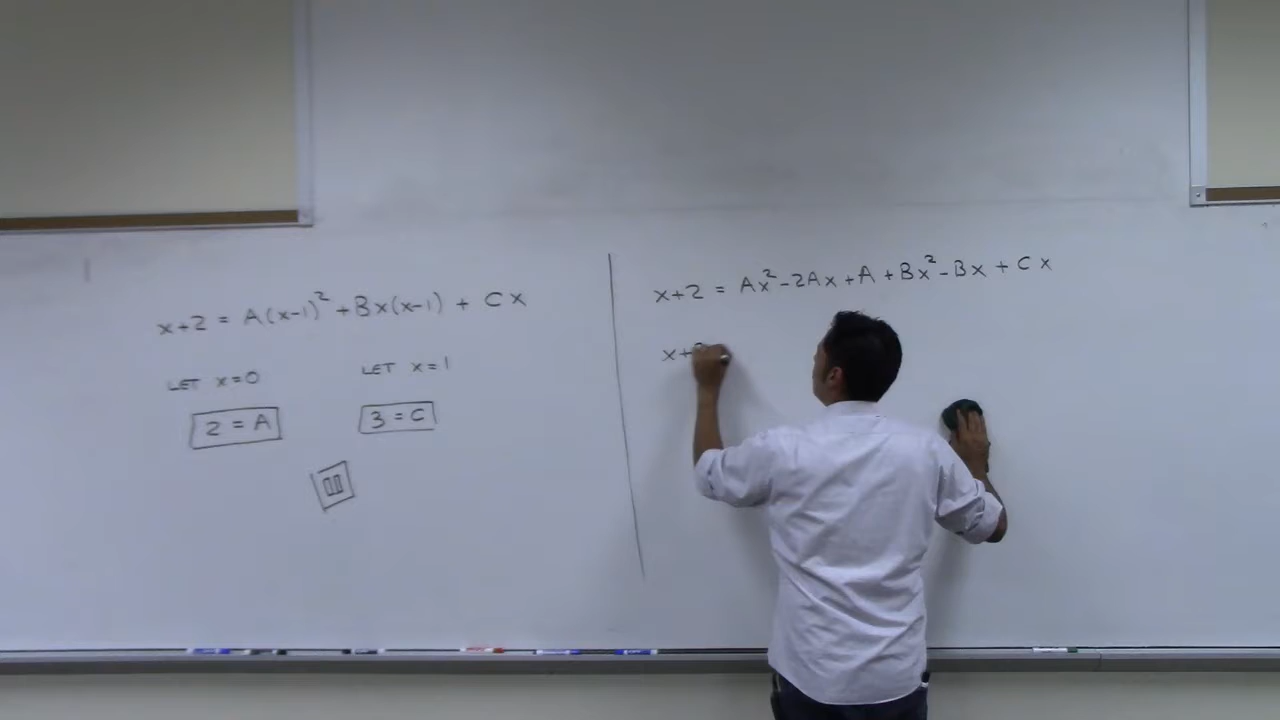 x+2 = A(x-1)² + Bx(x-1) + Cx
LET x=0
LET x=1
2 = A
3 = C
x+2 = Ax² - 2Ax + A + Bx² - Bx + Cx
x+